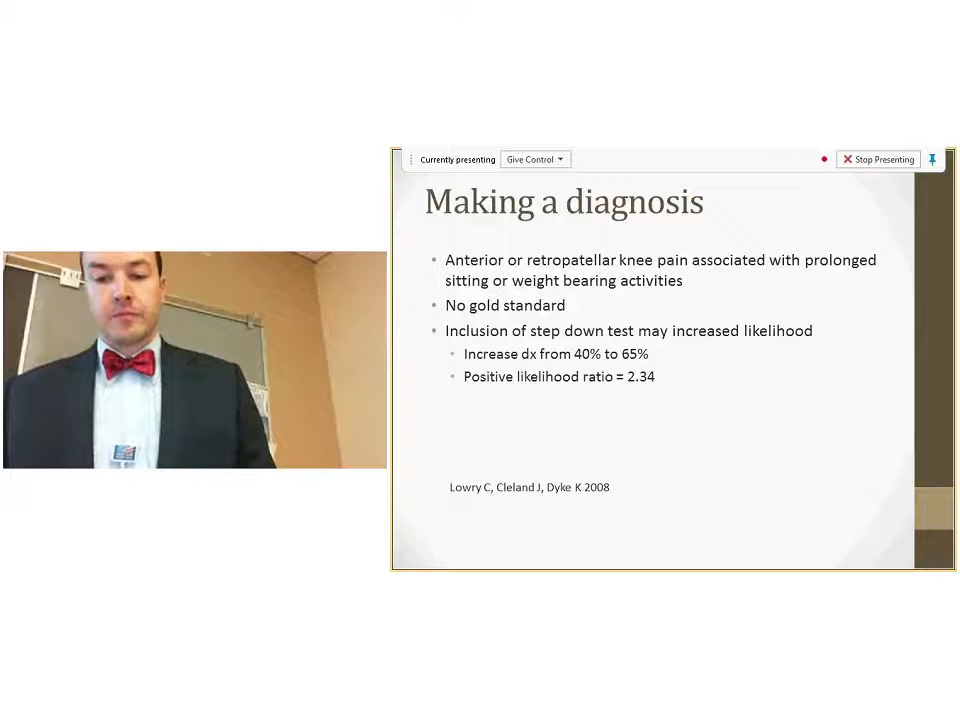 Currently presenting
Give Control
Stop Presenting
Making a diagnosis
Anterior or retropatellar knee pain associated with prolonged
sitting or weight bearing activities
No gold standard
Inclusion of step down test may increased likelihood
Increase dx from 40% to 65%
Positive likelihood ratio = 2.34
Lowry C, Cleland J, Dyke K 2008